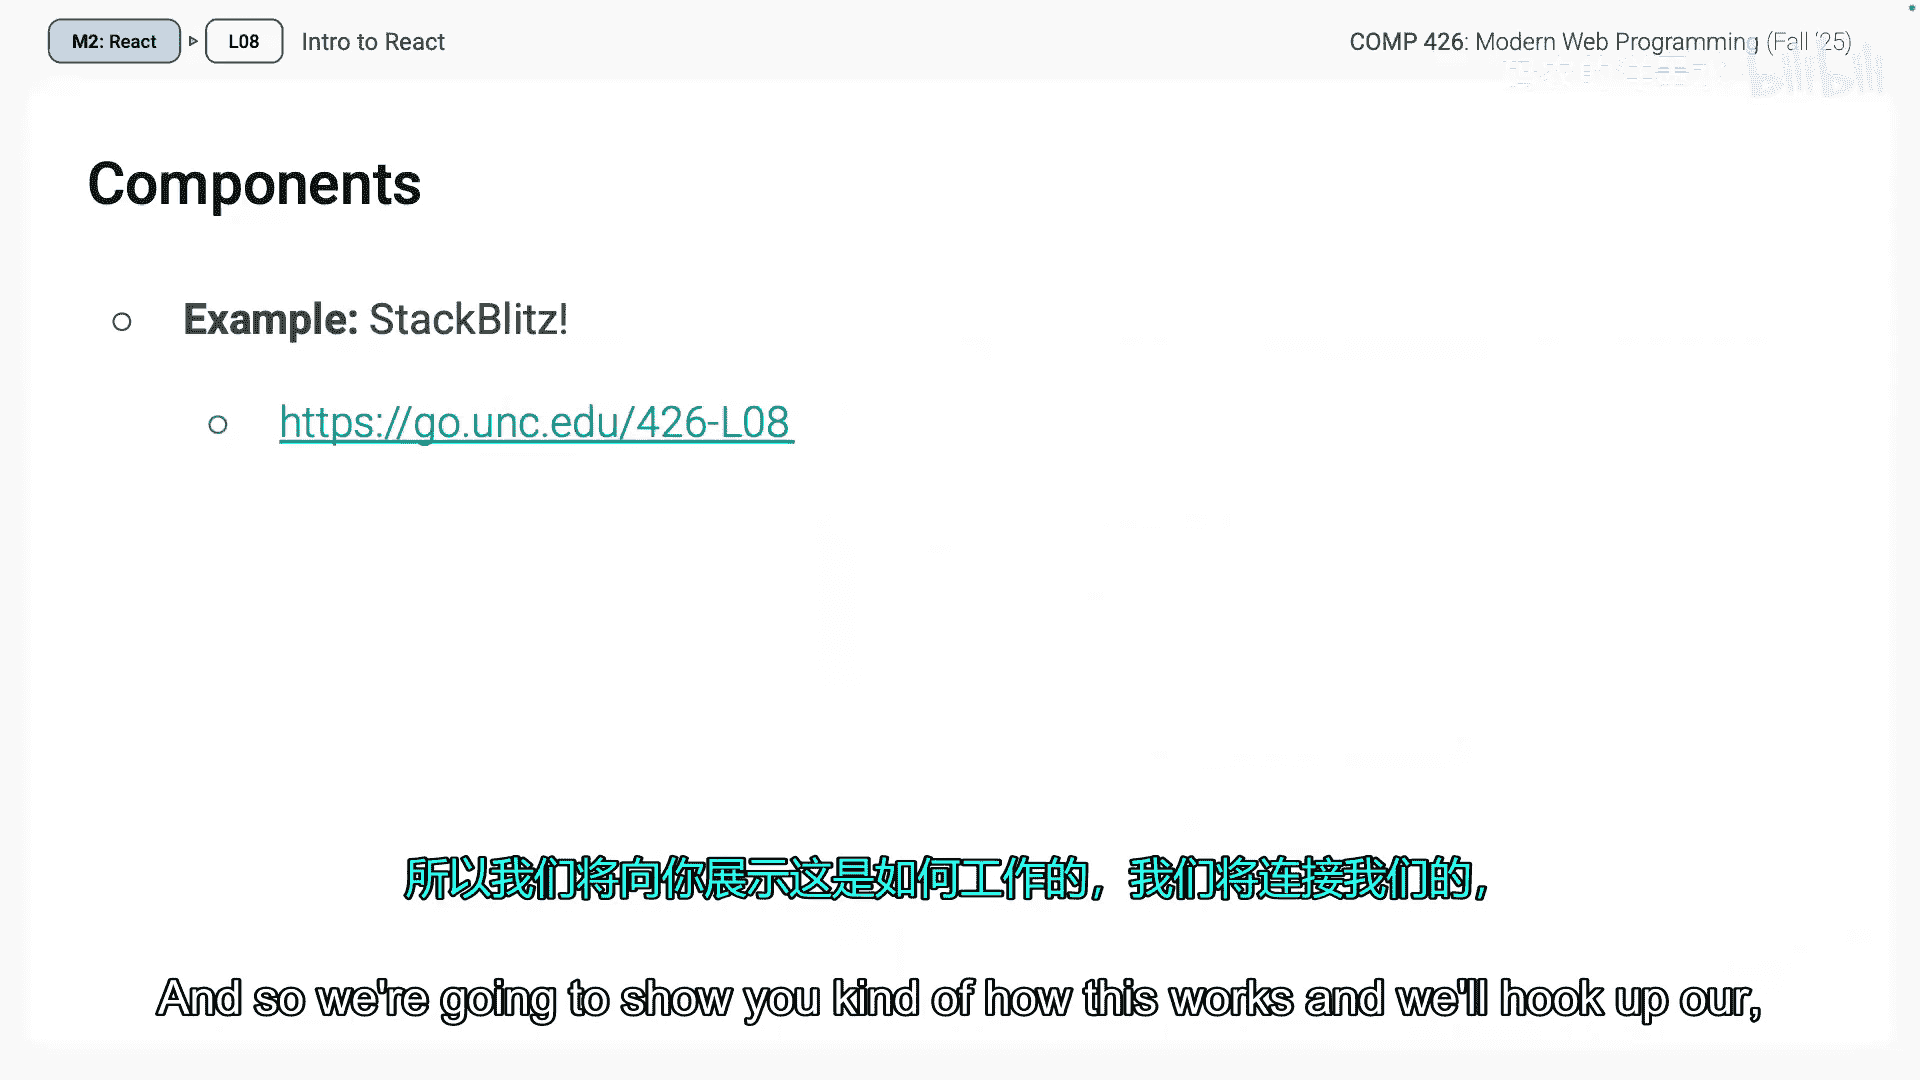 M2: React
L08
Intro to React
COMP 426: Modern Web Programming (Fall '25)
bilibili
Components
Example: StackBlitz!
https://go.unc.edu/426-L08
所以我们将向你展示这是如何工作的，我们将连接我们的，
And so we're going to show you kind of how this works and we'll hook up our,